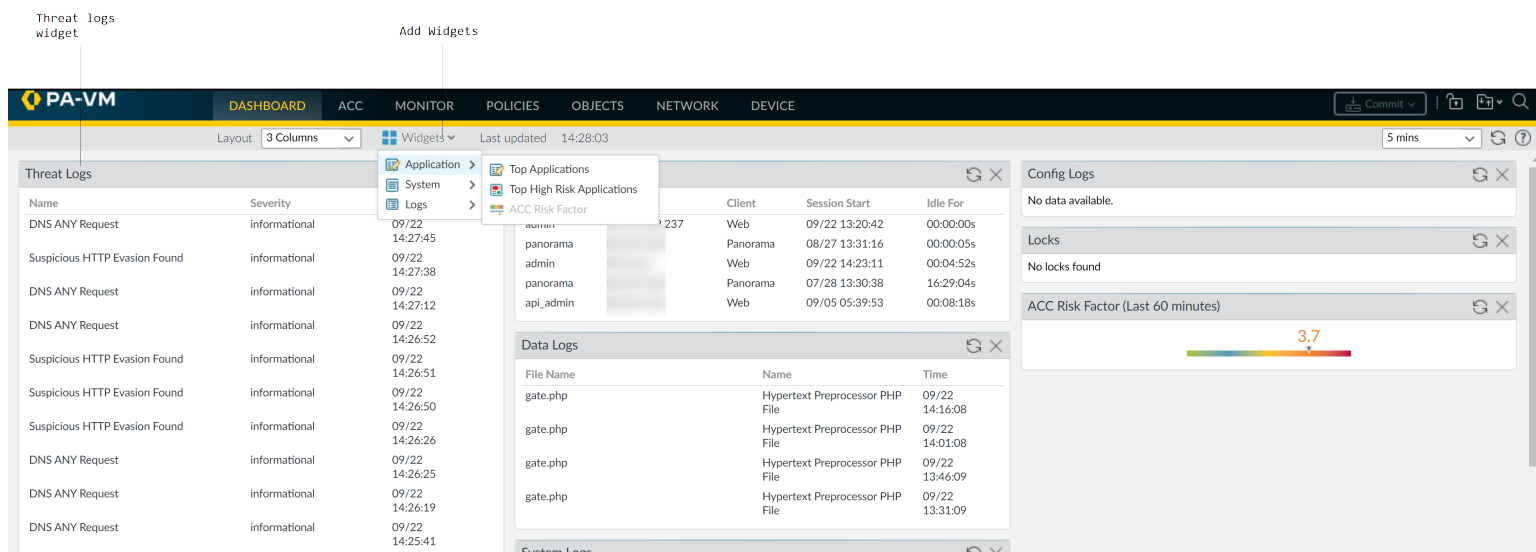 Threat logs
widget
Add Widgets
PA-VM
DASHBOARD ACC MONITOR POLICIES OBJECTS NETWORK DEVICE
Commit
Layout 3 Columns Widgets Last updated 14:28:03 5 mins
Application
System
Logs
Top Applications
Top High Risk Applications
ACC Risk Factor
Threat Logs
Name Severity
DNS ANY Request informational 09/22
14:27:45
Suspicious HTTP Evasion Found informational 09/22
14:27:38
DNS ANY Request informational 09/22
14:27:12
DNS ANY Request informational 09/22
14:26:52
Suspicious HTTP Evasion Found informational 09/22
14:26:51
Suspicious HTTP Evasion Found informational 09/22
14:26:50
Suspicious HTTP Evasion Found informational 09/22
14:26:26
DNS ANY Request informational 09/22
14:26:25
DNS ANY Request informational 09/22
14:26:19
DNS ANY Request informational 09/22
14:25:41
Client Session Start Idle For
admin 237 Web 09/22 13:20:42 00:00:00s
panorama Panorama 08/27 13:31:16 00:00:05s
admin Web 09/22 14:23:11 00:04:52s
panorama Panorama 07/28 13:30:38 16:29:04s
api_admin Web 09/05 05:39:53 00:08:18s
Data Logs
File Name Name Time
gate.php Hypertext Preprocessor PHP 09/22
File 14:16:08
gate.php Hypertext Preprocessor PHP 09/22
File 14:01:08
gate.php Hypertext Preprocessor PHP 09/22
File 13:46:09
gate.php Hypertext Preprocessor PHP 09/22
File 13:31:09
System Logs
Config Logs
No data available.
Locks
No locks found
ACC Risk Factor (Last 60 minutes)
3.7